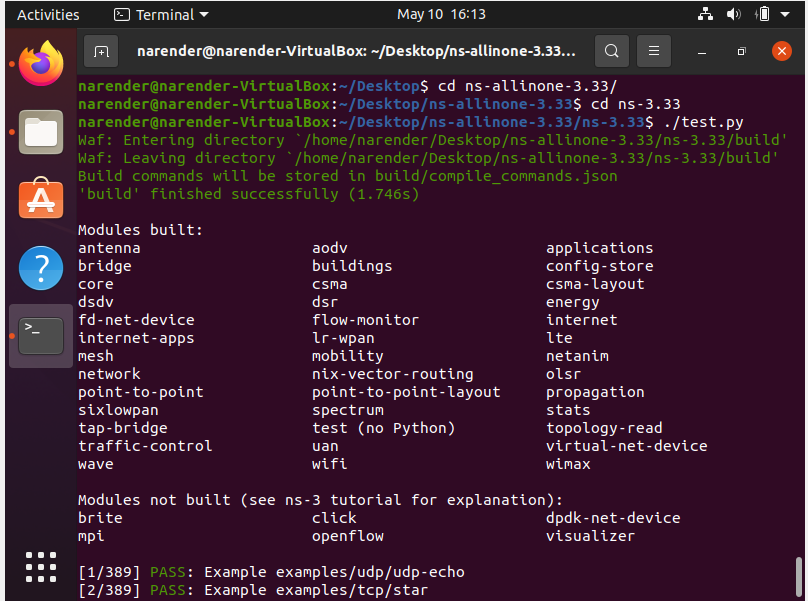 Activities Terminal May 10 16:13
narender@narender-VirtualBox: ~/Desktop/ns-allinone-3.33...
narender@narender-VirtualBox:~/Desktop$ cd ns-allinone-3.33/
narender@narender-VirtualBox:~/Desktop/ns-allinone-3.33$ cd ns-3.33
narender@narender-VirtualBox:~/Desktop/ns-allinone-3.33/ns-3.33$ ./test.py
Waf: Entering directory `/home/narender/Desktop/ns-allinone-3.33/ns-3.33/build'
Waf: Leaving directory `/home/narender/Desktop/ns-allinone-3.33/ns-3.33/build'
Build commands will be stored in build/compile_commands.json
'build' finished successfully (1.746s)
Modules built:
antenna aodv applications
bridge buildings config-store
core csma csma-layout
dsdv dsr energy
fd-net-device flow-monitor internet
internet-apps lr-wpan lte
mesh mobility netanim
network nix-vector-routing olsr
point-to-point point-to-point-layout propagation
sixlowpan spectrum stats
tap-bridge test (no Python) topology-read
traffic-control uan virtual-net-device
wave wifi wimax
Modules not built (see ns-3 tutorial for explanation):
brite click dpdk-net-device
mpi openflow visualizer
[1/389] PASS: Example examples/udp/udp-echo
[2/389] PASS: Example examples/tcp/star